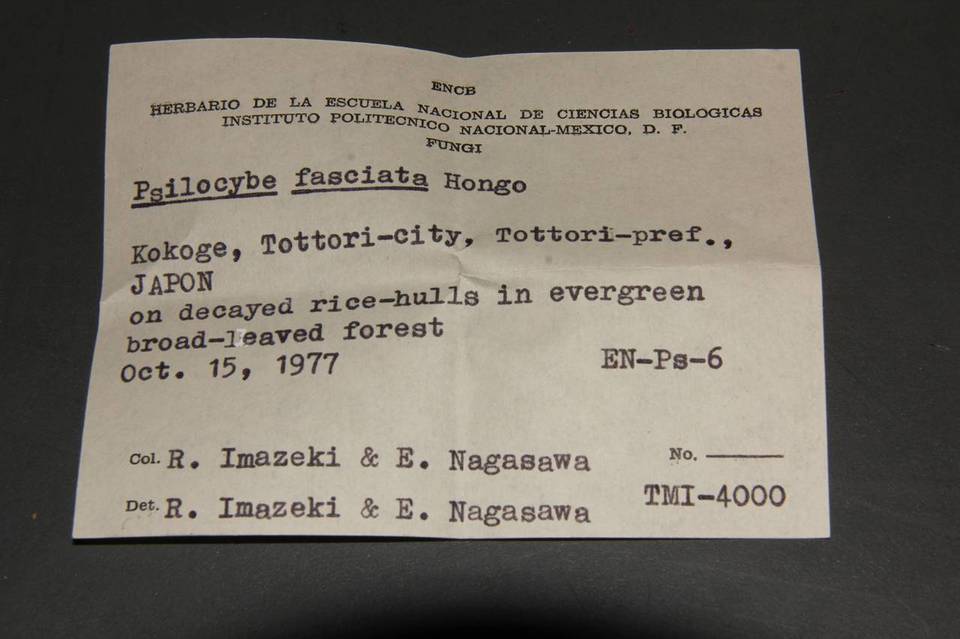 ENCB
HERBARIO DE LA ESCUELA NACIONAL DE CIENCIAS BIOLOGICAS
INSTITUTO POLITECNICO NACIONAL-MEXICO, D. F.
FUNGI
Psilocybe fasciata Hongo
Kokoge, Tottori-city, Tottori-pref.,
JAPON
on decayed rice-hulls in evergreen
broad-leaved forest
Oct. 15, 1977 EN-Ps-6
Col. R. Imazeki & E. Nagasawa No. ———
Det. R. Imazeki & E. Nagasawa TMI-4000